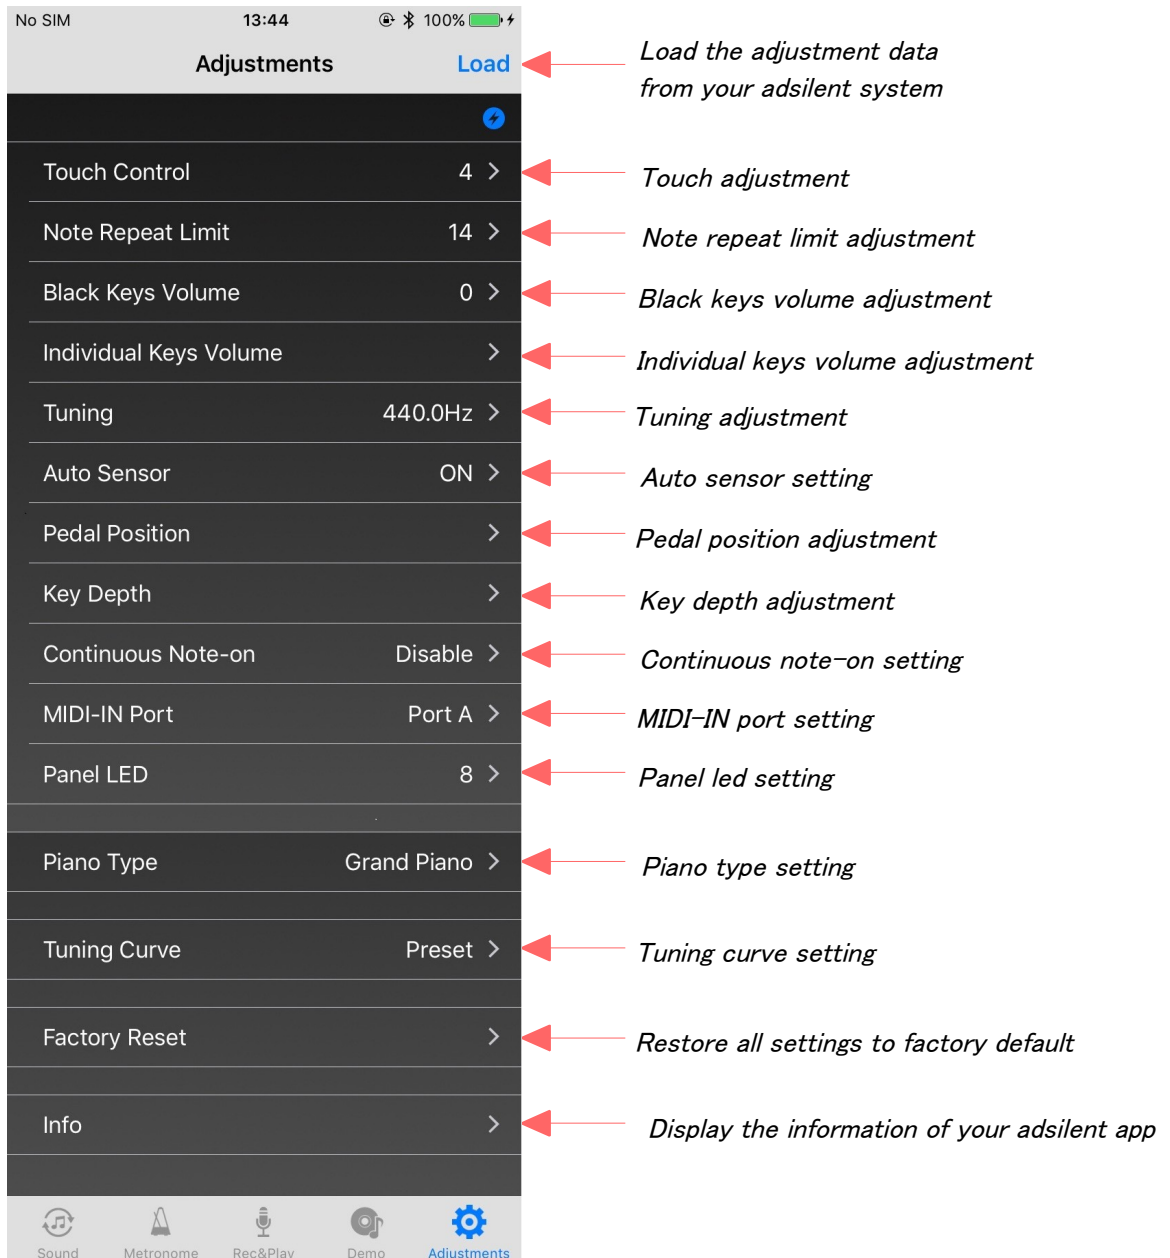 No SIM 13:44 100%
Adjustments Load
Load the adjustment data
from your adsilent system
Touch Control 4 Touch adjustment
Note Repeat Limit 14 Note repeat limit adjustment
Black Keys Volume 0 Black keys volume adjustment
Individual Keys Volume Individual keys volume adjustment
Tuning 440.0Hz Tuning adjustment
Auto Sensor ON Auto sensor setting
Pedal Position Pedal position adjustment
Key Depth Key depth adjustment
Continuous Note-on Disable Continuous note-on setting
MIDI-IN Port Port A MIDI-IN port setting
Panel LED 8 Panel led setting
Piano Type Grand Piano Piano type setting
Tuning Curve Preset Tuning curve setting
Factory Reset Restore all settings to factory default
Info Display the information of your adsilent app
Sound Metronome Rec&Play Demo Adjustments